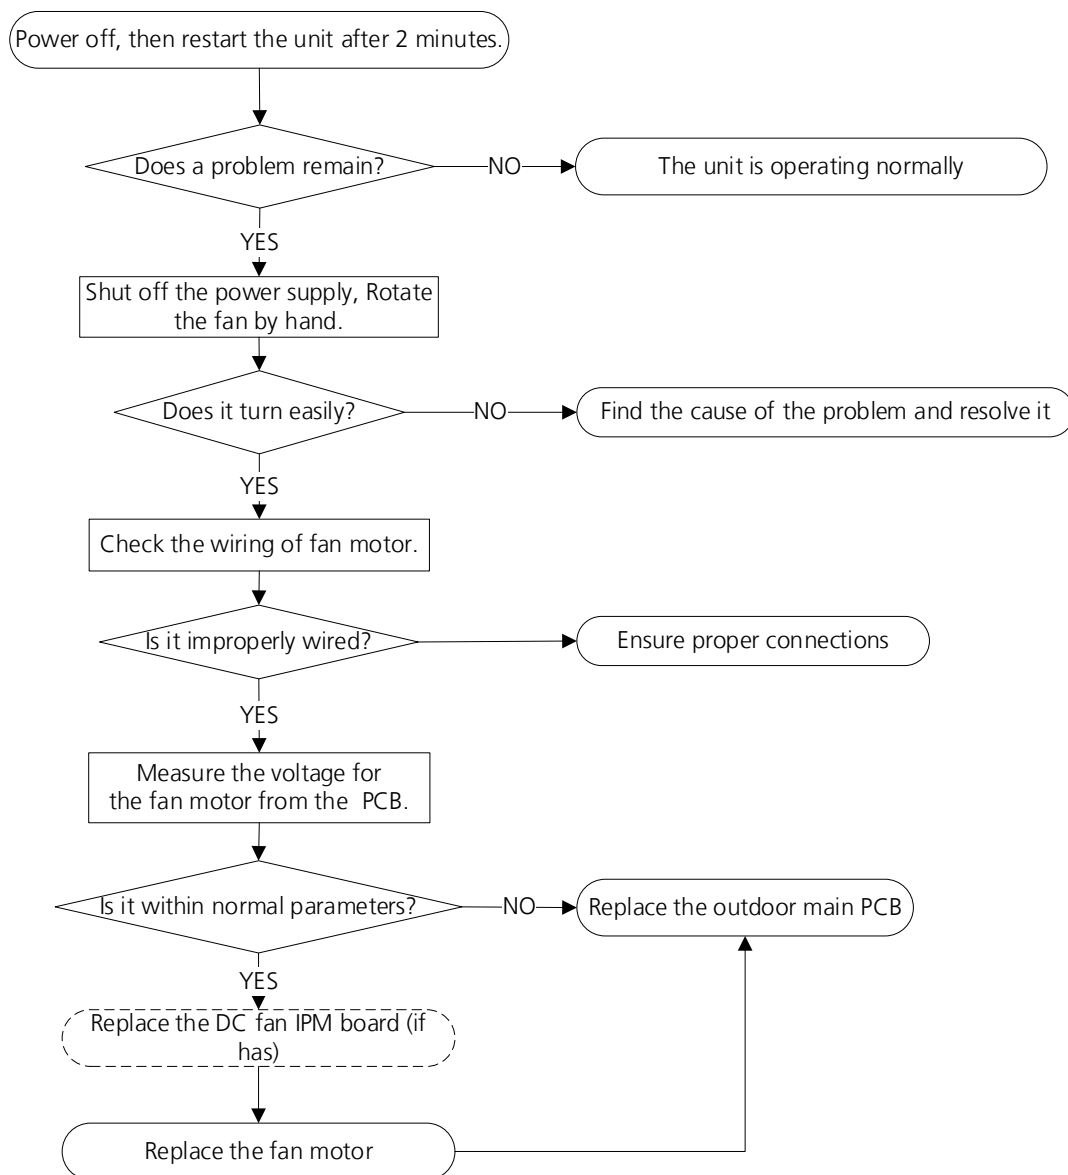 Power off, then restart the unit after 2 minutes.
Does a problem remain?
NO
The unit is operating normally
YES
Shut off the power supply, Rotate
the fan by hand.
Does it turn easily?
NO
Find the cause of the problem and resolve it
YES
Check the wiring of fan motor.
Is it improperly wired?
Ensure proper connections
YES
Measure the voltage for
the fan motor from the PCB.
Is it within normal parameters?
NO
Replace the outdoor main PCB
YES
Replace the DC fan IPM board (if
has)
Replace the fan motor